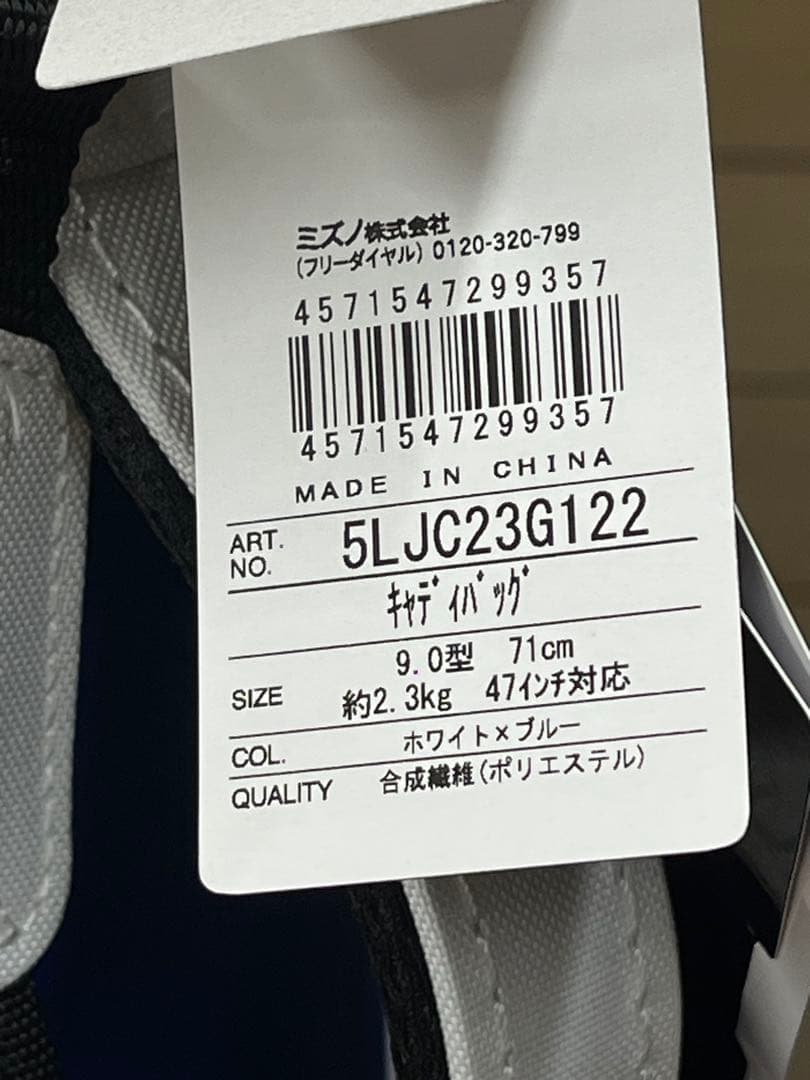 ミズノ株式会社
(フリーダイヤル) 0120-320-799
4571547299357
4571547299357
MADE IN CHINA
ART. NO. 5LJC23G122
ｷｬﾃﾞｨﾊﾞｯｸﾞ
9.0型 71cm
SIZE 約2.3kg 47ｲﾝﾁ対応
COL. ホワイト×ブルー
QUALITY 合成繊維(ポリエステル)